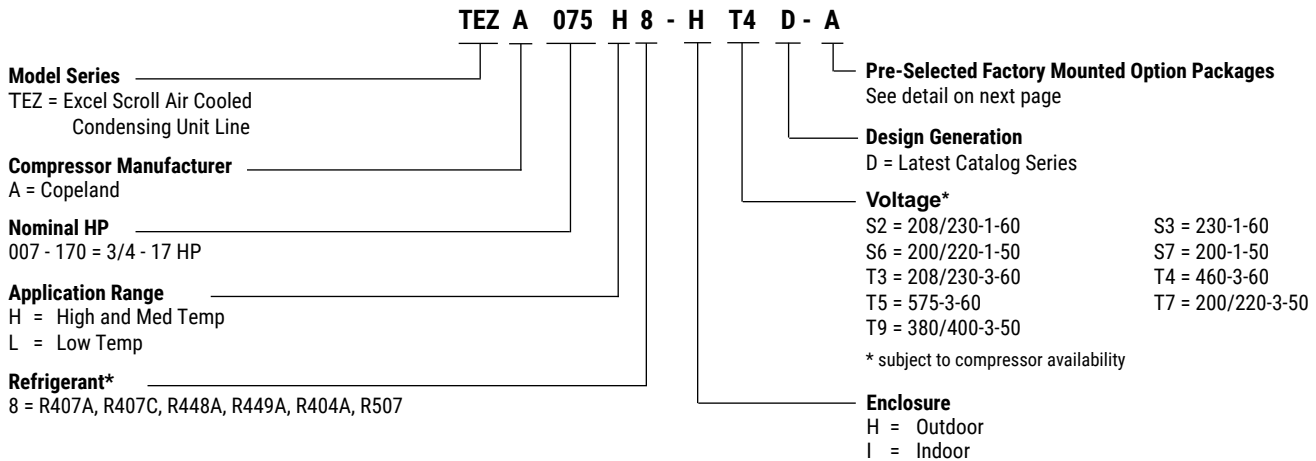 TEZ A 075 H 8 - H T4 D - A
Model Series
TEZ = Excel Scroll Air Cooled
Condensing Unit Line
Compressor Manufacturer
A = Copeland
Nominal HP
007 - 170 = 3/4 - 17 HP
Application Range
H = High and Med Temp
L = Low Temp
Refrigerant*
8 = R407A, R407C, R448A, R449A, R404A, R507
Pre-Selected Factory Mounted Option Packages
See detail on next page
Design Generation
D = Latest Catalog Series
Voltage*
S2 = 208/230-1-60 S3 = 230-1-60
S6 = 200/220-1-50 S7 = 200-1-50
T3 = 208/230-3-60 T4 = 460-3-60
T5 = 575-3-60 T7 = 200/220-3-50
T9 = 380/400-3-50
* subject to compressor availability
Enclosure
H = Outdoor
I = Indoor